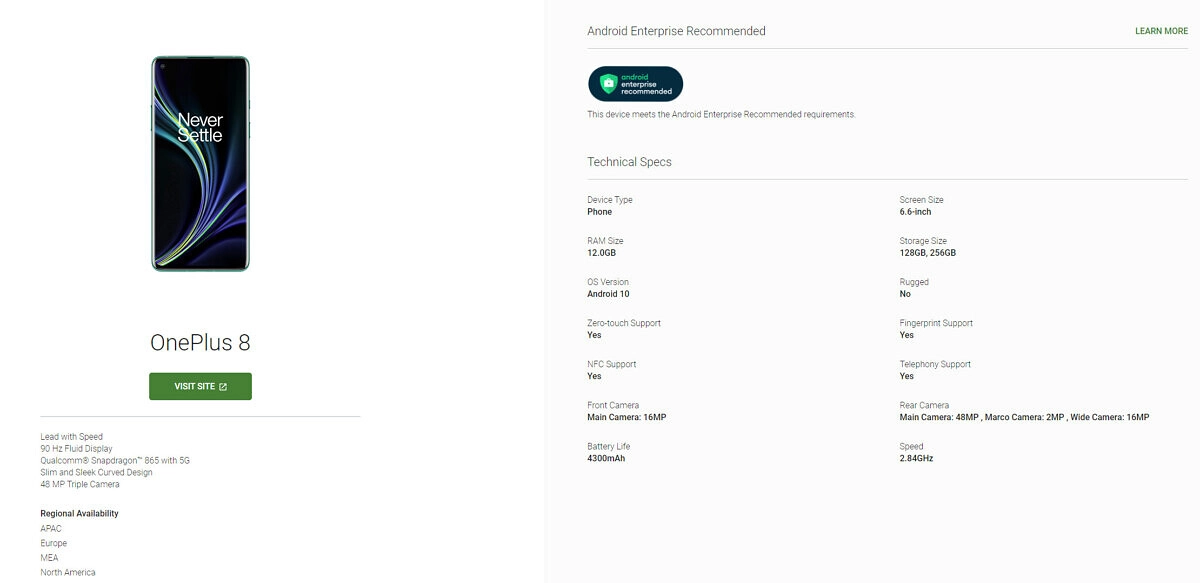 Never
Settle
OnePlus 8
VISIT SITE
Lead with Speed
90 Hz Fluid Display
Qualcomm® Snapdragon™ 865 with 5G
Slim and Sleek Curved Design
48 MP Triple Camera
Regional Availability
APAC
Europe
MEA
North America
Android Enterprise Recommended
LEARN MORE
android
enterprise
recommended
This device meets the Android Enterprise Recommended requirements.
Technical Specs
Device Type
Phone
Screen Size
6.6-inch
RAM Size
12.0GB
Storage Size
128GB, 256GB
OS Version
Android 10
Rugged
No
Zero-touch Support
Yes
Fingerprint Support
Yes
NFC Support
Yes
Telephony Support
Yes
Front Camera
Main Camera: 16MP
Rear Camera
Main Camera: 48MP , Marco Camera: 2MP , Wide Camera: 16MP
Battery Life
4300mAh
Speed
2.84GHz